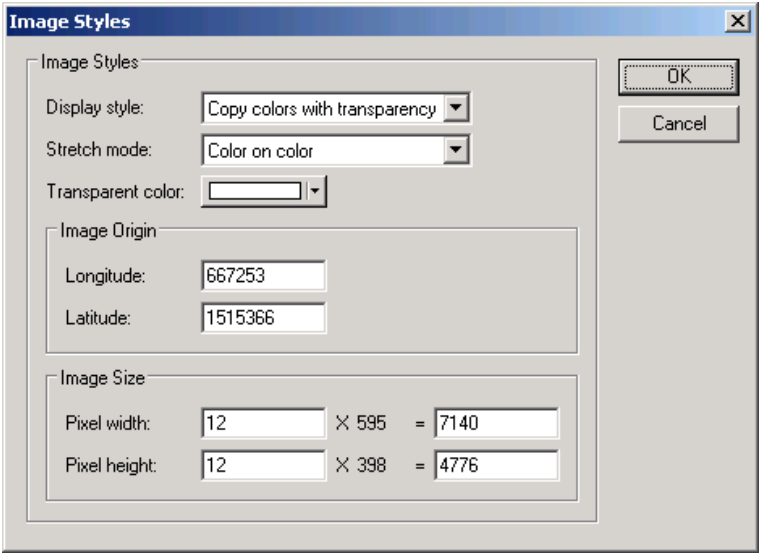 Image Styles
Image Styles
Display style: Copy colors with transparency
Stretch mode: Color on color
Transparent color:
Image Origin
Longitude: 667253
Latitude: 1515366
Image Size
Pixel width: 12 X 595 = 7140
Pixel height: 12 X 398 = 4776
OK
Cancel